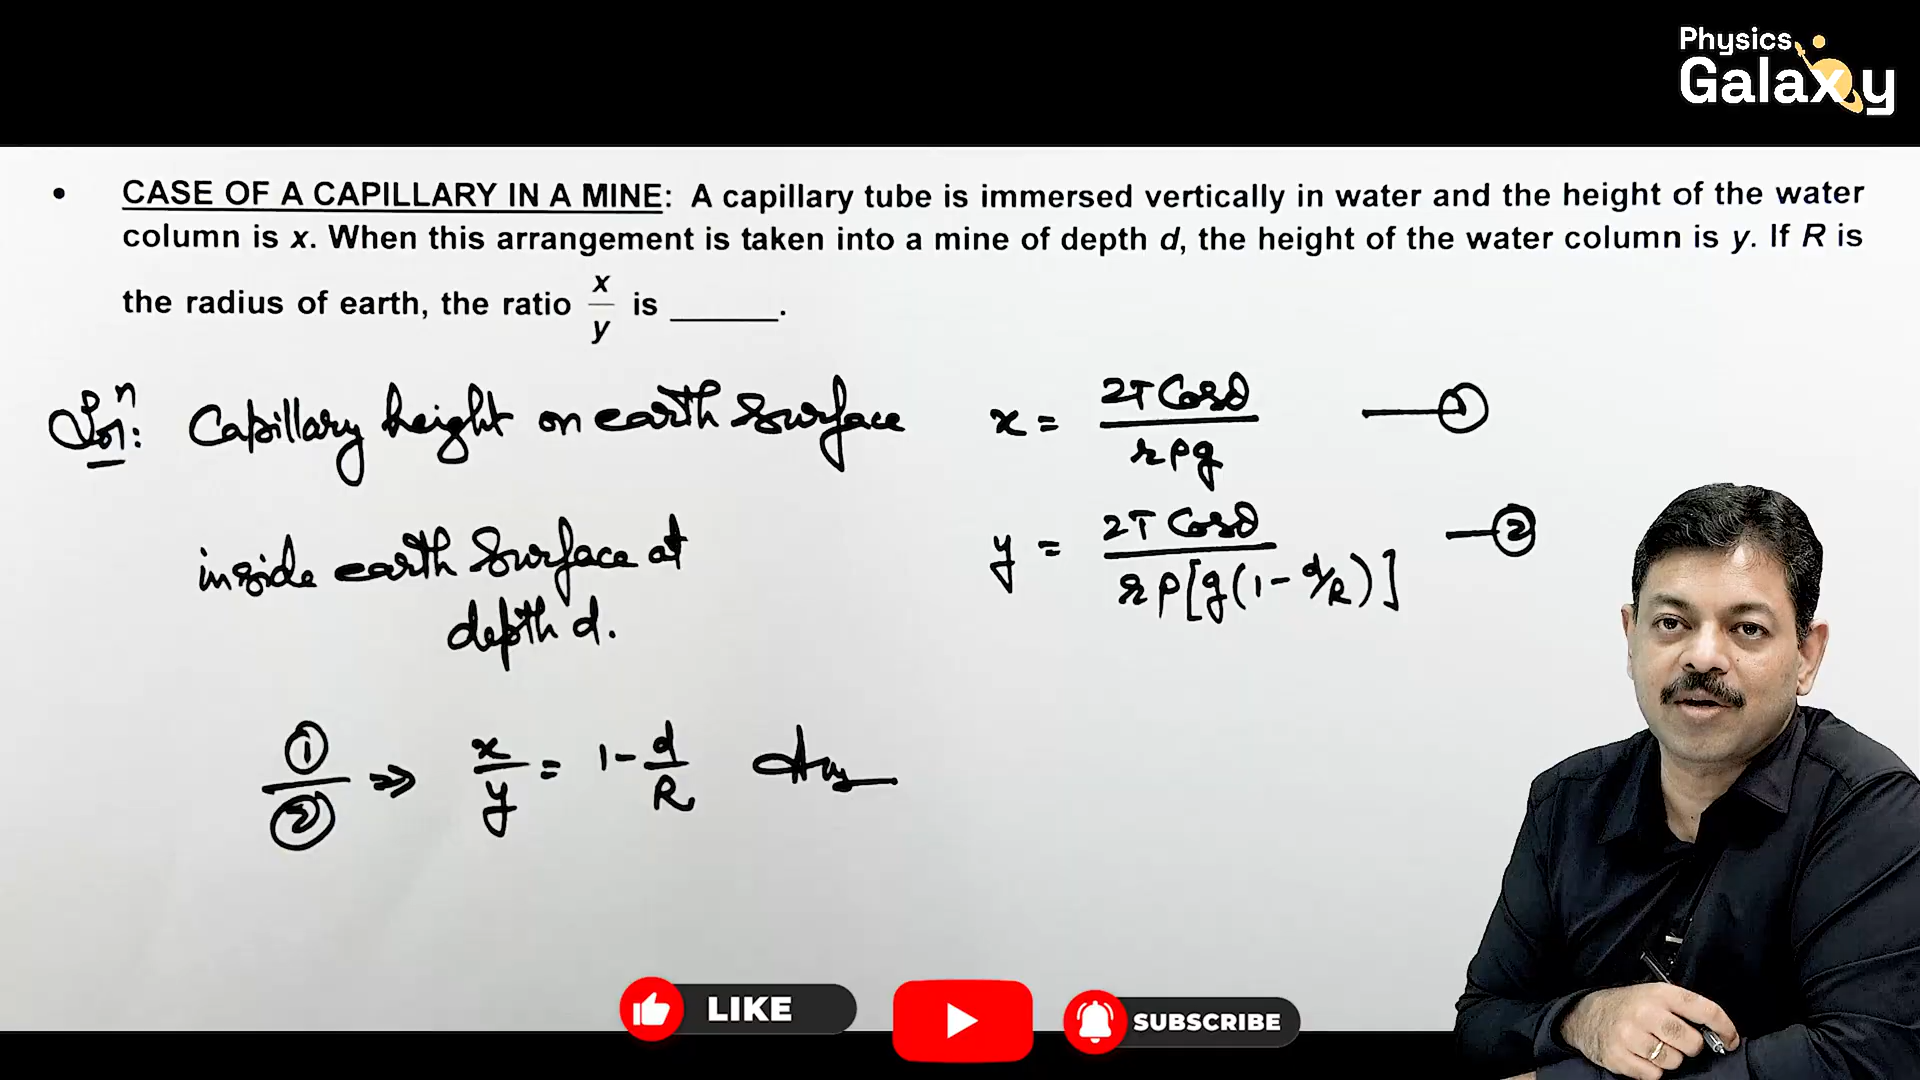 Physics
Galaxy
• CASE OF A CAPILLARY IN A MINE: A capillary tube is immersed vertically in water and the height of the water
column is x. When this arrangement is taken into a mine of depth d, the height of the water column is y. If R is
the radius of earth, the ratio x/y is ______.
Solⁿ: Capillary height on earth surface x = 2T Cosθ / rρg — ①
inside earth surface at y = 2T Cosθ / rρ[g(1 - d/R)] — ②
depth d.
①/② ⇒ x/y = 1 - d/R Ans
LIKE
SUBSCRIBE